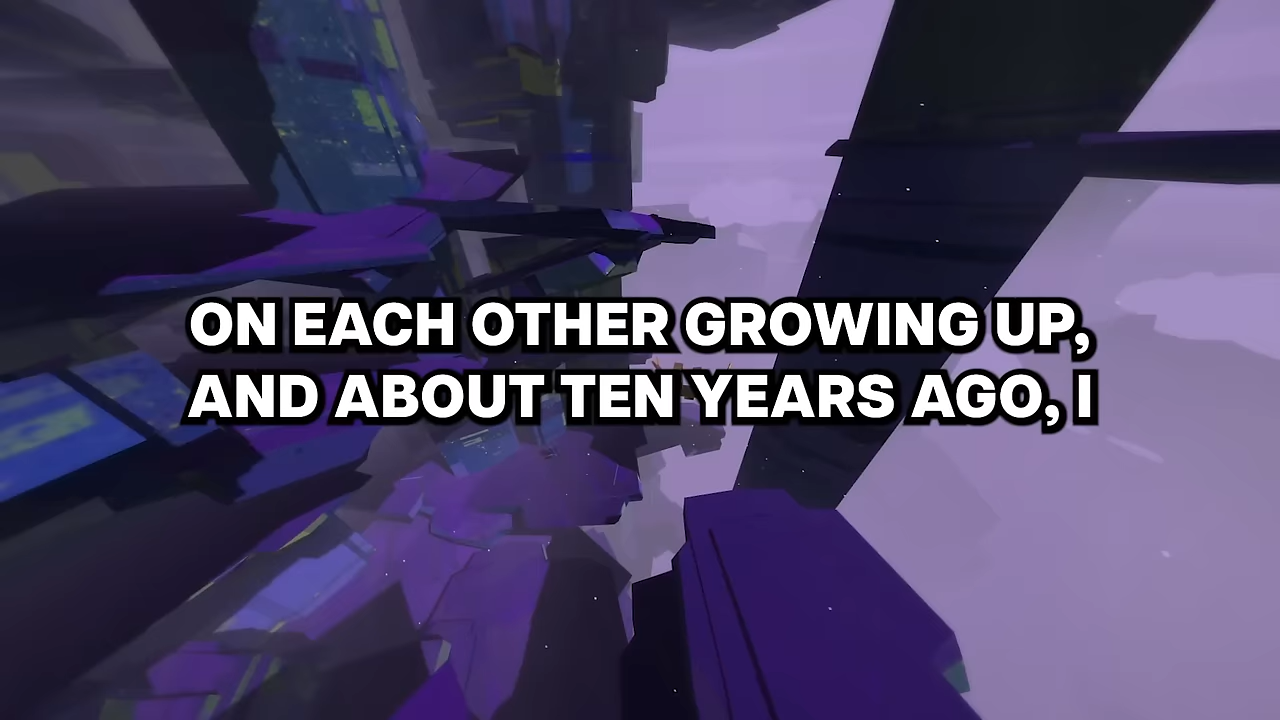 ON EACH OTHER GROWING UP,
AND ABOUT TEN YEARS AGO, I